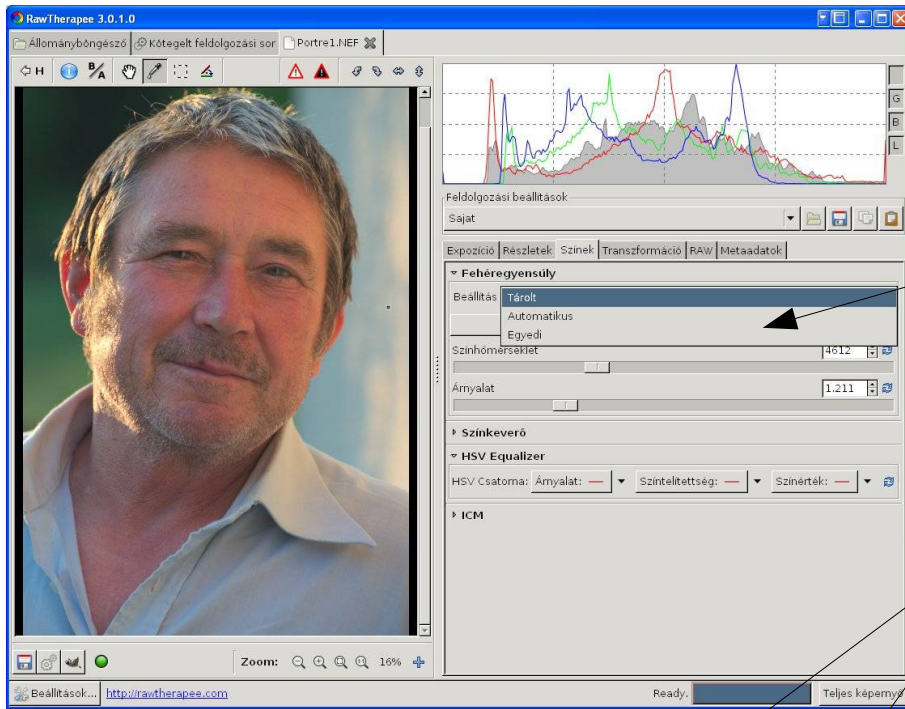 RawTherapee 3.0.1.0
Állományböngésző Kötegelt feldolgozási sor Portre1.NEF
H B/A
G
B
L
Feldolgozási beállítások
Sajat
Expozíció Részletek Színek Transzformáció RAW Metaadatok
Fehéregyensúly
Beállítás Tárolt
Automatikus
Egyedi
Színhőmérséklet 4612
Árnyalat 1.211
Színkeverő
HSV Equalizer
HSV Csatorna: Árnyalat: Színtelítettség: Színérték:
ICM
Zoom: 16%
Beállítások... http://rawtherapee.com Ready. Teljes képernyő